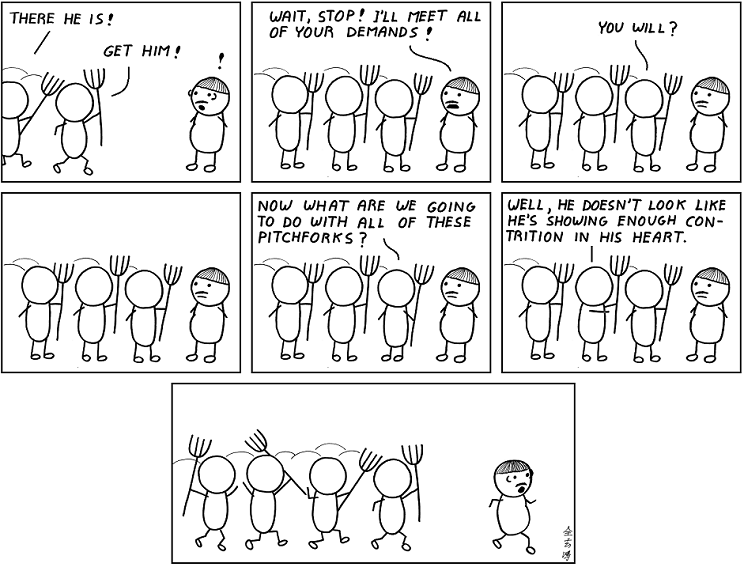 THERE HE IS!
GET HIM!
!
WAIT, STOP! I'LL MEET ALL
OF YOUR DEMANDS!
YOU WILL?
NOW WHAT ARE WE GOING
TO DO WITH ALL OF THESE
PITCHFORKS?
WELL, HE DOESN'T LOOK LIKE
HE'S SHOWING ENOUGH CON-
TRITION IN HIS HEART.